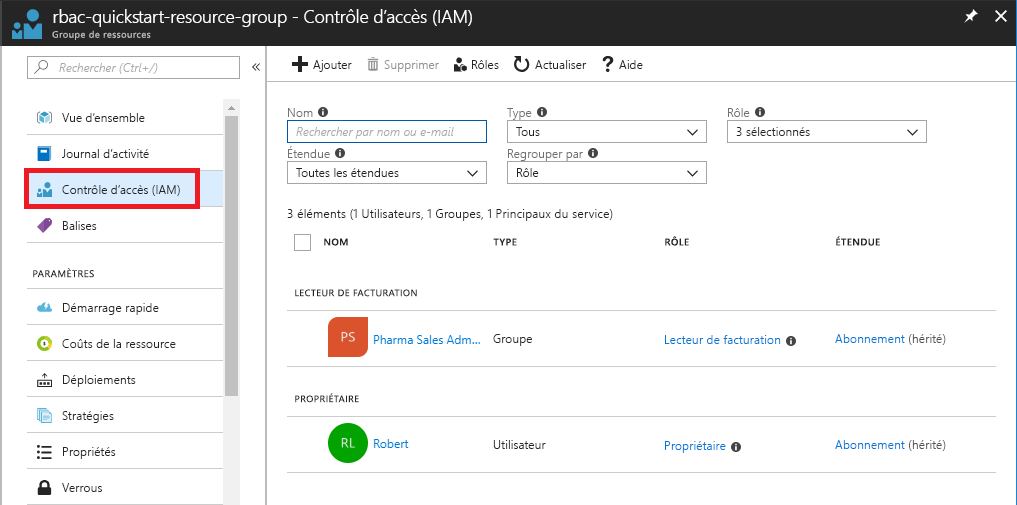 rbac-quickstart-resource-group - Contrôle d’accès (IAM)
Groupe de ressources
Rechercher (Ctrl+/)
«
Vue d’ensemble
Journal d’activité
Contrôle d’accès (IAM)
Balises
PARAMÈTRES
Démarrage rapide
Coûts de la ressource
Déploiements
Stratégies
Propriétés
Verrous
Ajouter Supprimer Rôles Actualiser ? Aide
Nom Type Rôle
Rechercher par nom ou e-mail Tous 3 sélectionnés
Étendue Regrouper par
Toutes les étendues Rôle
3 éléments (1 Utilisateurs, 1 Groupes, 1 Principaux du service)
NOM TYPE RÔLE ÉTENDUE
LECTEUR DE FACTURATION
PS Pharma Sales Adm... Groupe Lecteur de facturation Abonnement (hérité)
PROPRIÉTAIRE
RL Robert Utilisateur Propriétaire Abonnement (hérité)